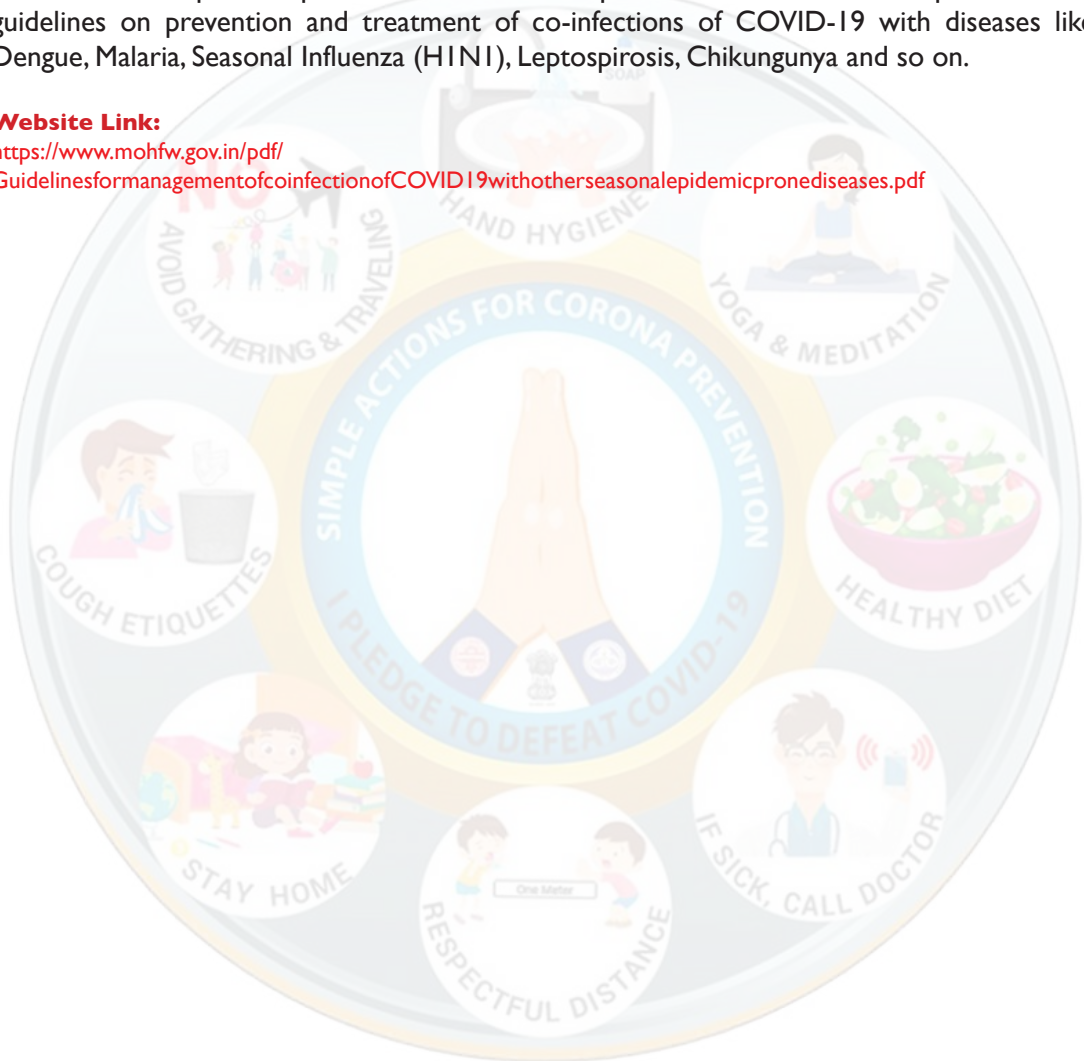 guidelines on prevention and treatment of co-infections of COVID-19 with diseases like
Dengue, Malaria, Seasonal Influenza (H1N1), Leptospirosis, Chikungunya and so on.
Website Link:
https://www.mohfw.gov.in/pdf/
GuidelinesformanagementofcoinfectionofCOVID19withotherseasonalepidemicpronediseases.pdf
SOAP
HAND HYGIENE
NO
AVOID GATHERING & TRAVELING
YOGA & MEDITATION
SIMPLE ACTIONS FOR CORONA PREVENTION
I PLEDGE TO DEFEAT COVID-19
COUGH ETIQUETTES
HEALTHY DIET
STAY HOME
IF SICK, CALL DOCTOR
One Meter
RESPECTFUL DISTANCE